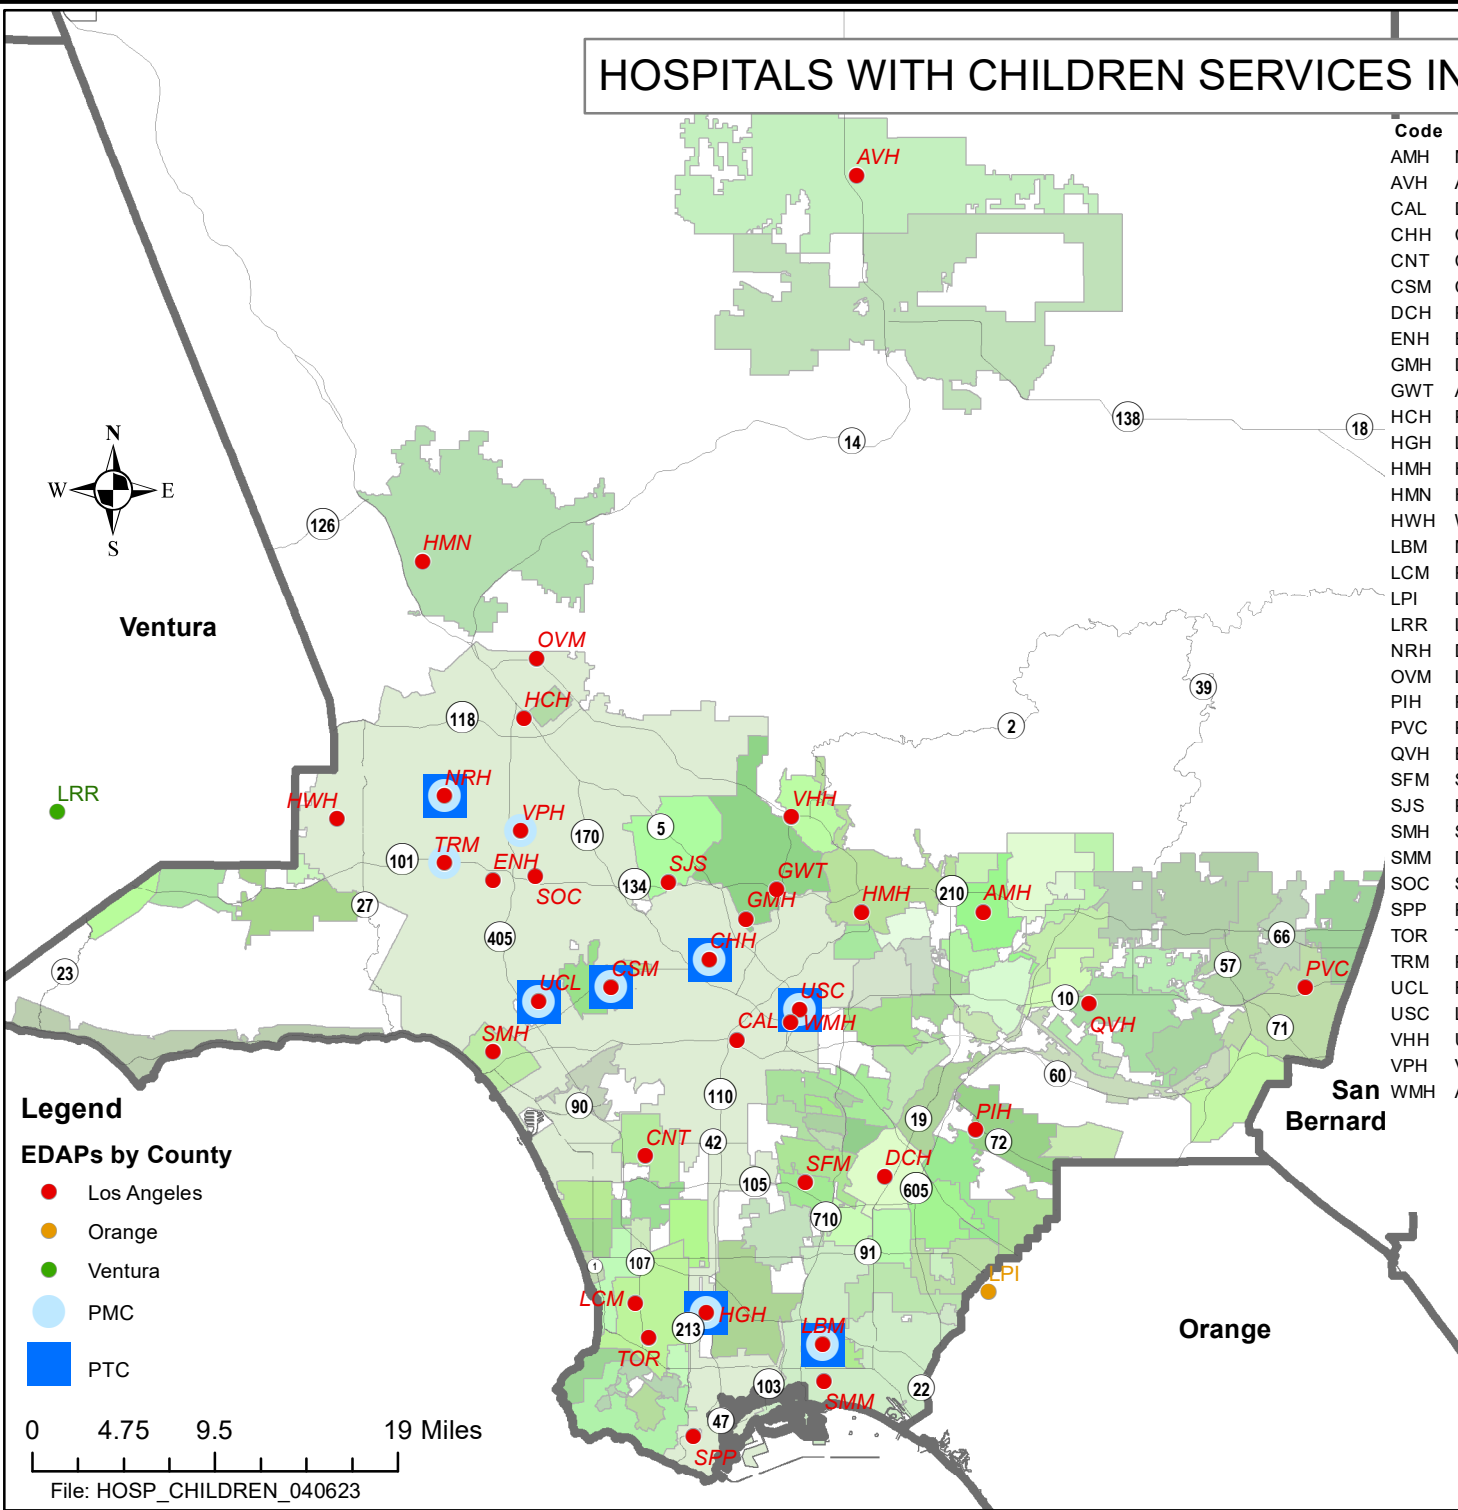 HOSPITALS WITH CHILDREN SERVICES IN
Code
AMH
AVH
CAL
CHH
CNT
CSM
DCH
ENH
GMH
GWT
HCH
HGH
HMH
HMN
HWH
LBM
LCM
LPI
LRR
NRH
OVM
PIH
PVC
QVH
SFM
SJS
SMH
SMM
SOC
SPP
TOR
TRM
UCL
USC
VHH
VPH
WMH
AVH
138
18
14
N
W E
S
126
HMN
Ventura
OVM
39
HCH
118
2
NRH
LRR
HWH
VPH
VHH
5
170
TRM
101
ENH
SJS
134
SOC
GWT
HMH
210
AMH
27
GMH
405
66
CHH
57
23
CSM
PVC
UCL
USC
10
CAL
WMH
QVH
71
SMH
60
San
Bernard
110
90
Legend
19
PIH
72
42
EDAPs by County
CNT
SFM
DCH
105
605
Los Angeles
710
Orange
91
107
1
Ventura
LPI
LCM
HGH
PMC
213
LBM
Orange
TOR
PTC
103
22
SMM
47
0 4.75 9.5 19 Miles
SPP
File: HOSP_CHILDREN_040623